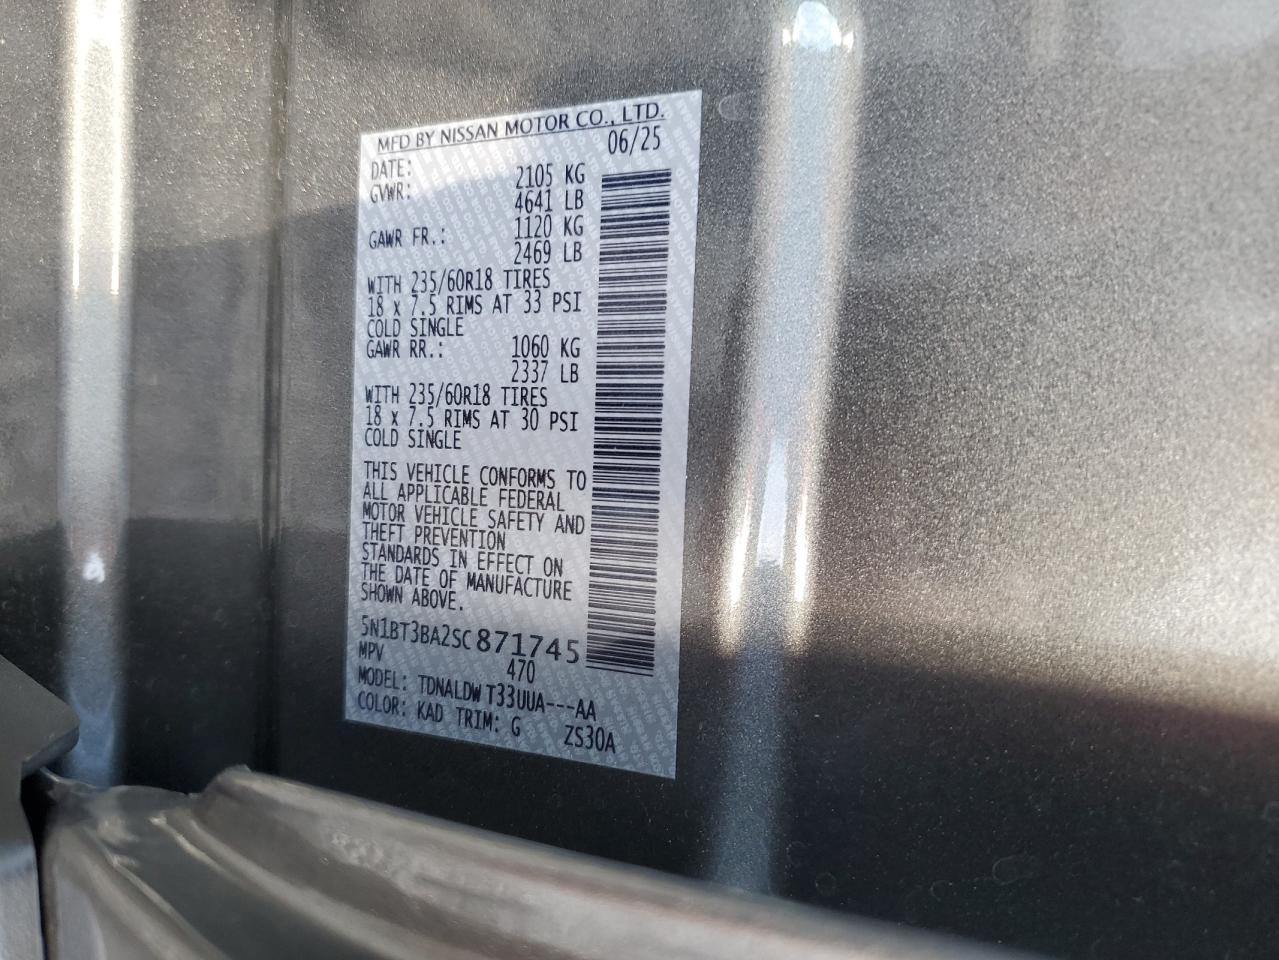 MFD BY NISSAN MOTOR CO., LTD.
DATE: 06/25
GVWR: 2105 KG
4641 LB
GAWR FR.: 1120 KG
2469 LB
WITH 235/60R18 TIRES
18 x 7.5 RIMS AT 33 PSI
COLD SINGLE
GAWR RR.: 1060 KG
2337 LB
WITH 235/60R18 TIRES
18 x 7.5 RIMS AT 30 PSI
COLD SINGLE
THIS VEHICLE CONFORMS TO
ALL APPLICABLE FEDERAL
MOTOR VEHICLE SAFETY AND
THEFT PREVENTION
STANDARDS IN EFFECT ON
THE DATE OF MANUFACTURE
SHOWN ABOVE.
5N1BT3BA2SC871745
MPV 470
MODEL: TDNALDW T33UUA---AA
COLOR: KAD TRIM: G ZS30A